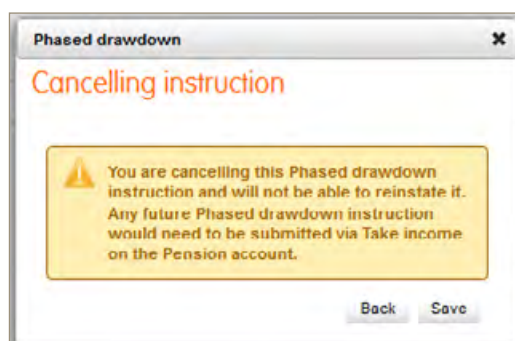 Phased drawdown
Cancelling instruction
You are cancelling this Phased drawdown
instruction and will not be able to reinstate it.
Any future Phased drawdown instruction
would need to be submitted via Take income
on the Pension account.
Back Save